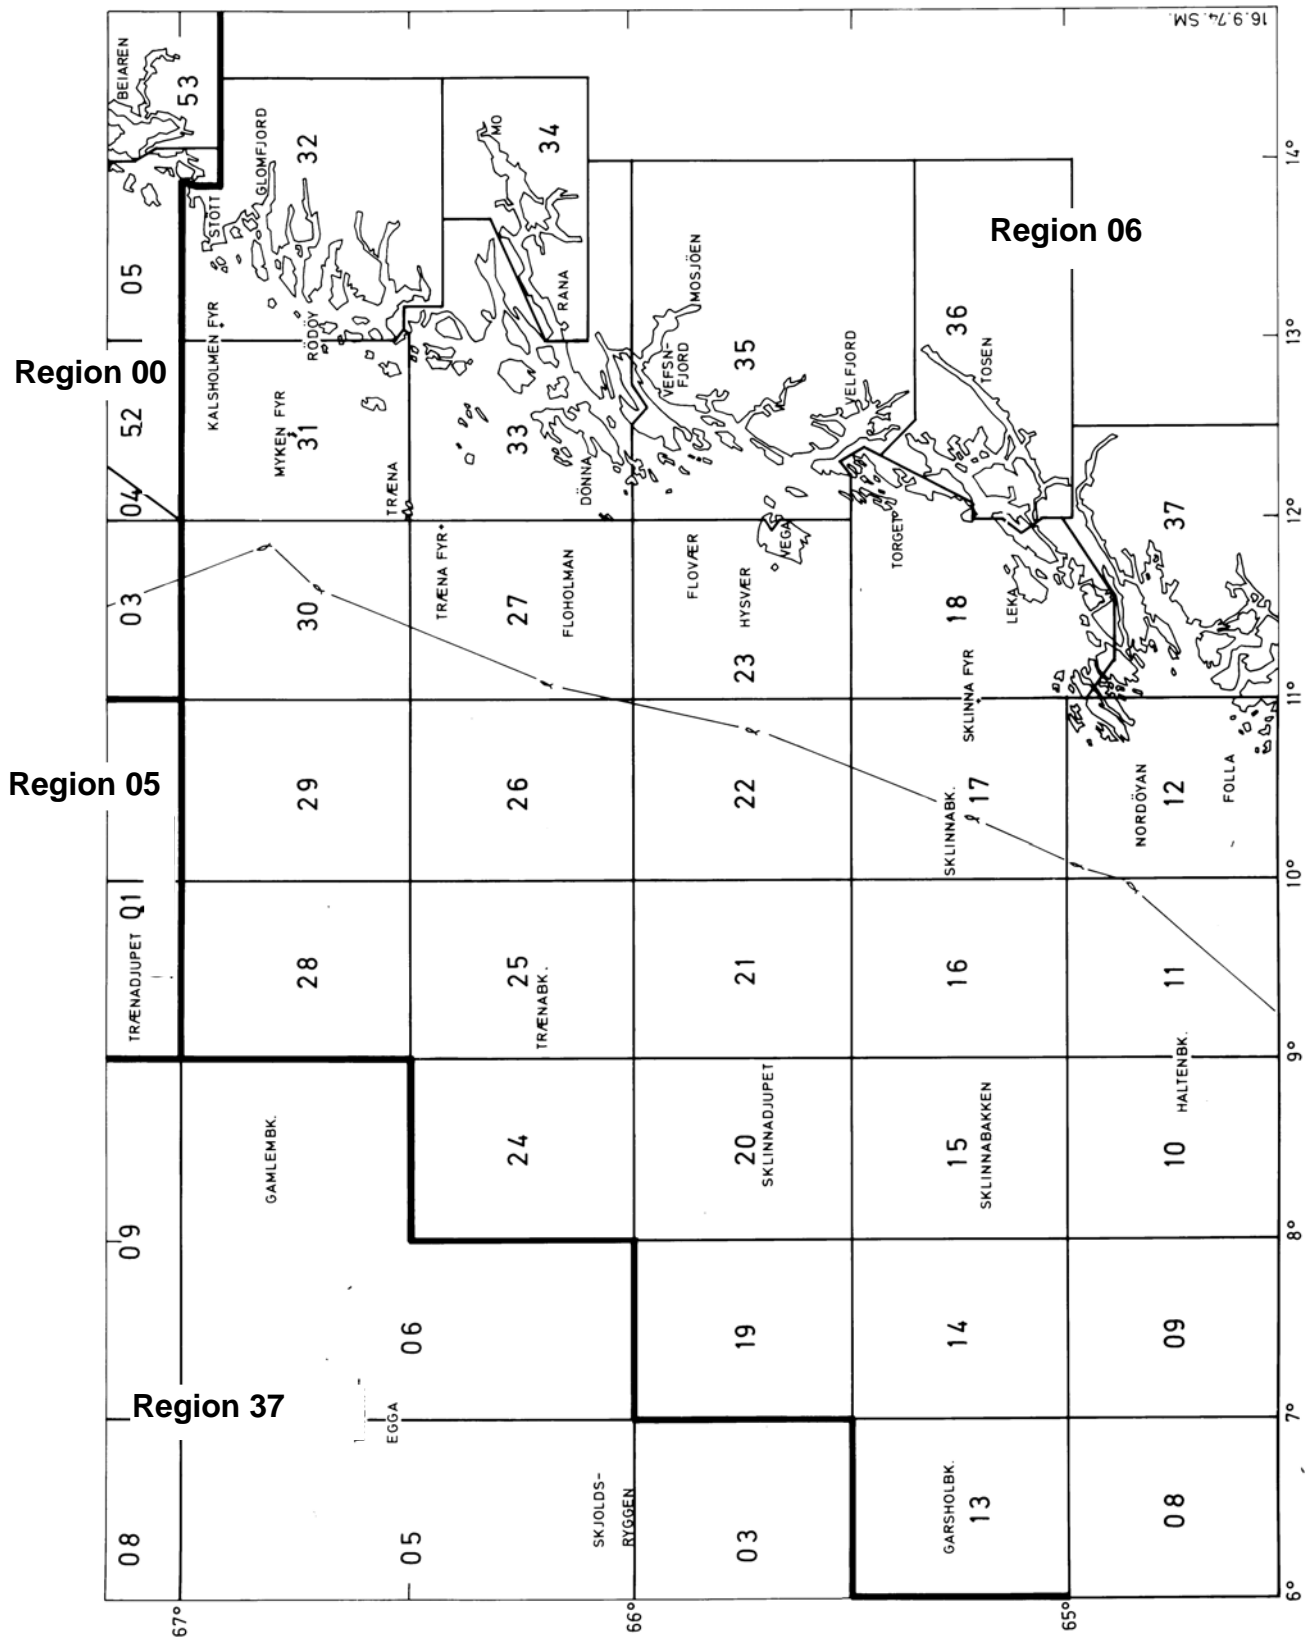 16.9.74. SM.
BEIAREN
53
GLOMFJORD
32
STÖTT
MO
34
14°
Region 06
05
KALSHOLMEN FYR
RÖDÖY
RANA
MOSJÖEN
36
TOSEN
13°
Region 00
VEFSN-
FJORD
35
VELFJORD
52
MYKEN FYR
31
33
04
TRÆNA
DÖNNA
12°
37
TORGET
VEGA
TRÆNA FYR
FLOHOLMAN
FLOVÆR
HYSVÆR
03
30
27
23
18
LEKA
SKLINNA FYR
11°
Region 05
29
26
22
SKLINNABK.
17
NORDÖYAN
12
FOLLA
10°
TRÆNADJUPET
01
28
25
TRÆNABK.
21
16
11
9°
GAMLEMBK.
24
20
SKLINNADJUPET
15
SKLINNABAKKEN
10
HALTENBK.
09
8°
06
19
14
09
Region 37
EGGA
7°
08
05
SKJOLDS-
RYGGEN
03
GARSHOLBK.
13
08
6°
67°
66°
65°